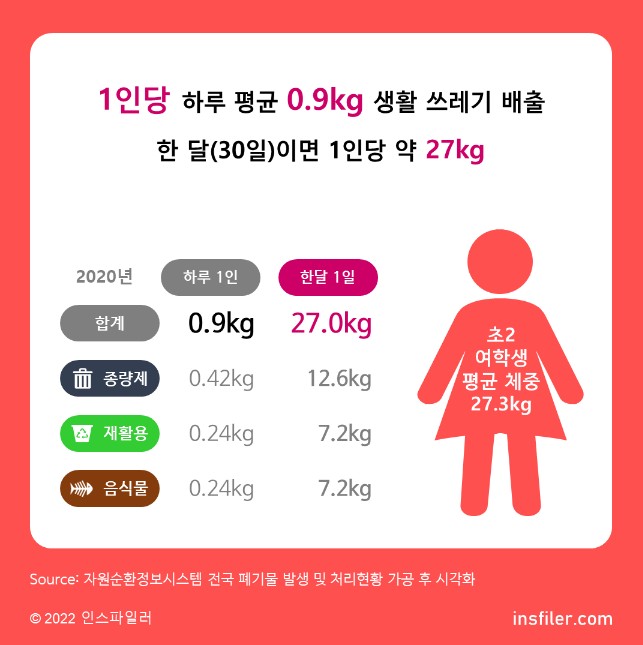 1인당 하루 평균 0.9kg 생활 쓰레기 배출
한 달(30일)이면 1인당 약 27kg
2020년 하루 1인 한달 1일
합계 0.9kg 27.0kg
중량제 0.42kg 12.6kg
재활용 0.24kg 7.2kg
음식물 0.24kg 7.2kg
초2
여학생
평균 체중
27.3kg
Source: 자원순환정보시스템 전국 폐기물 발생 및 처리현황 가공 후 시각화
© 2022 인스파일러 insfiler.com